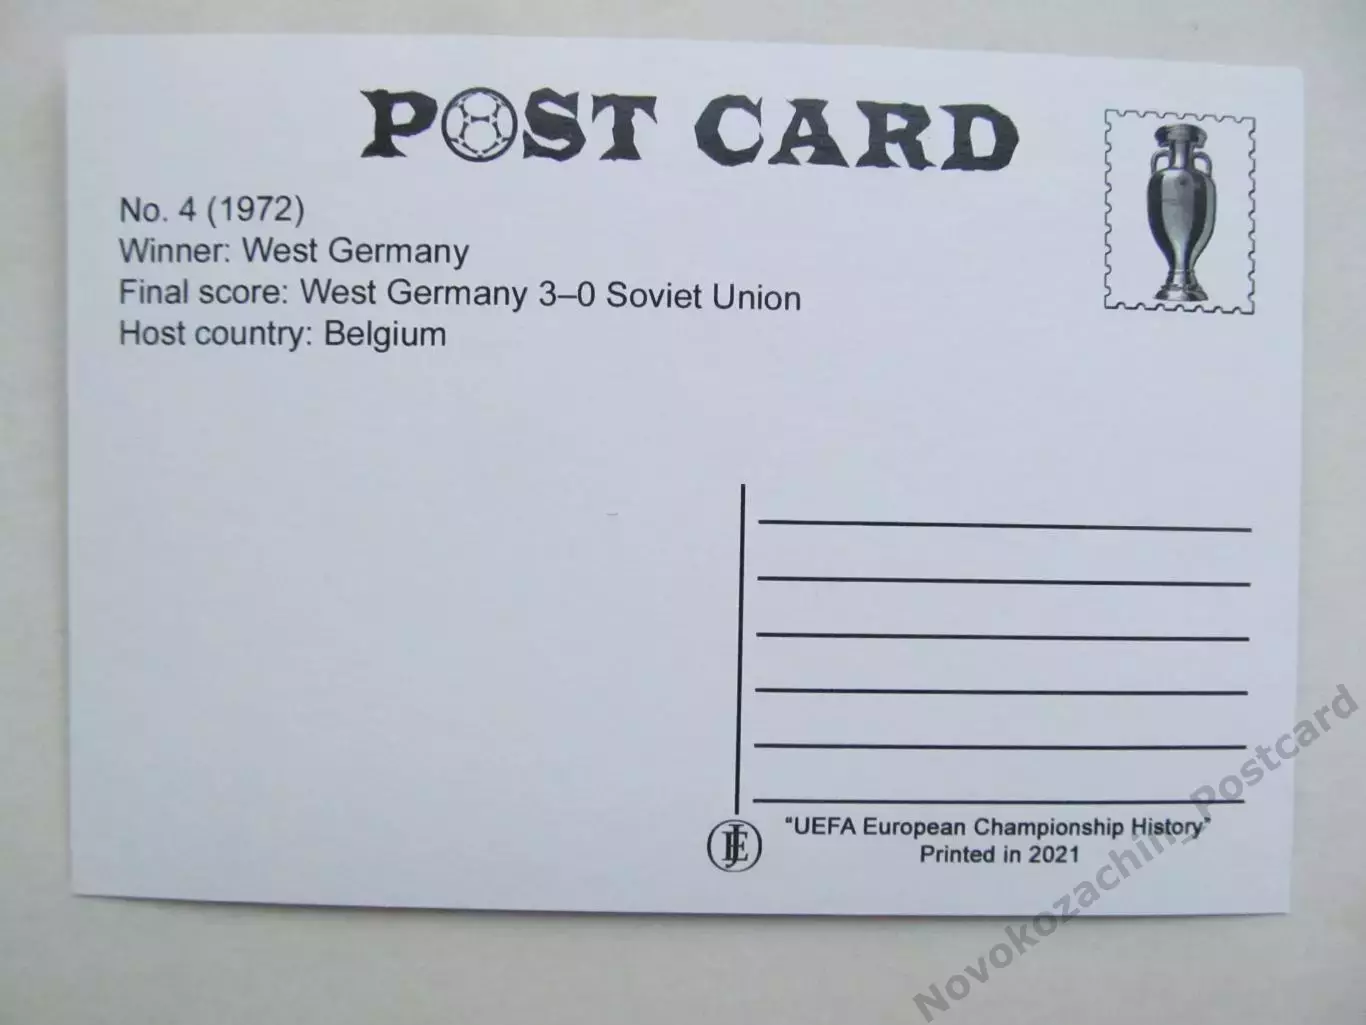 POST CARD
No. 4 (1972)
Winner: West Germany
Final score: West Germany 3–0 Soviet Union
Host country: Belgium
"UEFA European Championship History"
Printed in 2021
Novokozachin_Postcard